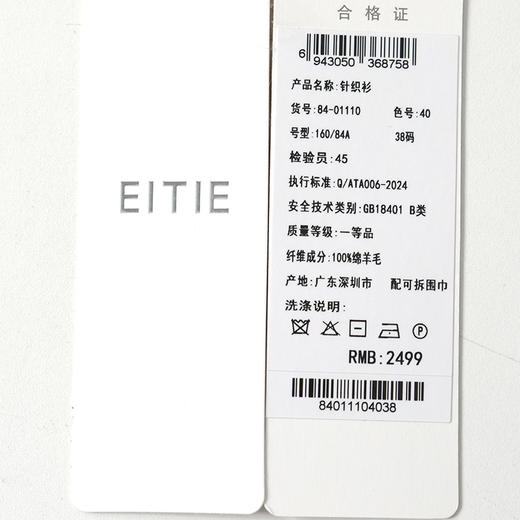 EITIE
合格证
6 943050 368758
产品名称:针织衫
货号:84-01110 色号:40
号型:160/84A 38码
检验员:45
执行标准:Q/ATA006-2024
安全技术类别:GB18401 B类
质量等级:一等品
纤维成分:100%绵羊毛
产地:广东深圳市 配可拆围巾
洗涤说明:
P
RMB:2499
84011104038